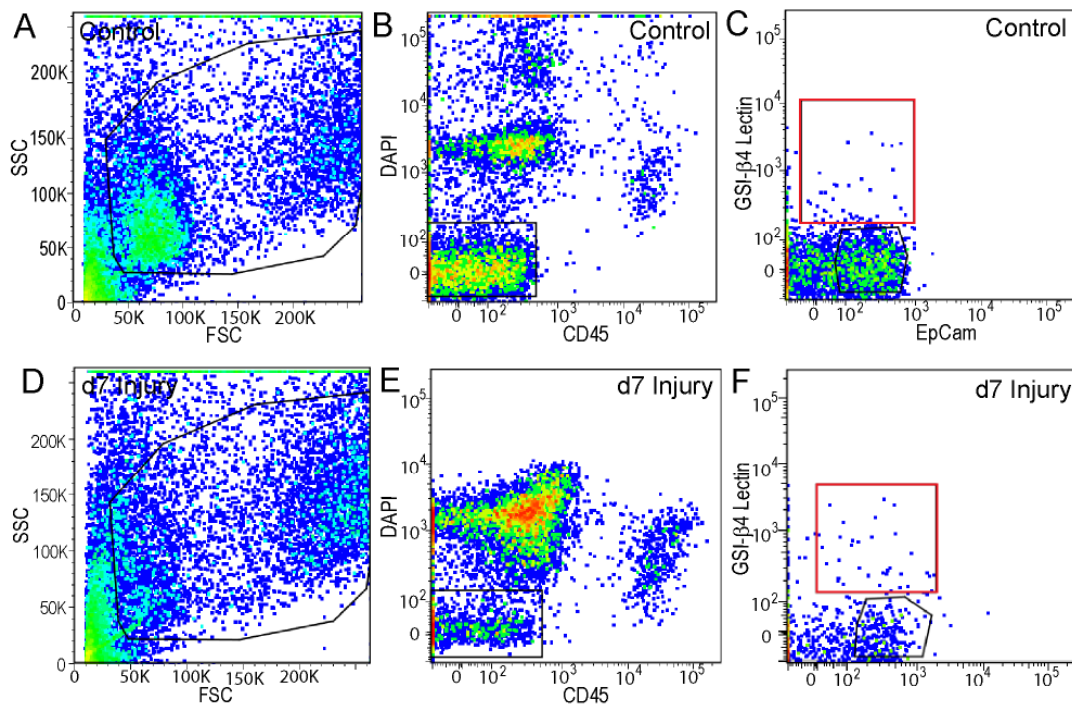 A
Control
SSC
200K
150K
100K
50K
0
0
50K
100K
150K
200K
FSC
B
Control
DAPI
10⁵
10⁴
10³
10²
0
0
10²
10³
10⁴
10⁵
CD45
C
Control
GSI-β4 Lectin
10⁵
10⁴
10³
10²
0
0
10²
10³
10⁴
10⁵
EpCam
D
d7 Injury
SSC
200K
150K
100K
50K
0
0
50K
100K
150K
200K
FSC
E
d7 Injury
DAPI
10⁵
10⁴
10³
10²
0
0
10²
10³
10⁴
10⁵
CD45
F
d7 Injury
GSI-β4 Lectin
10⁵
10⁴
10³
10²
0
0
10²
10³
10⁴
10⁵
EpCam